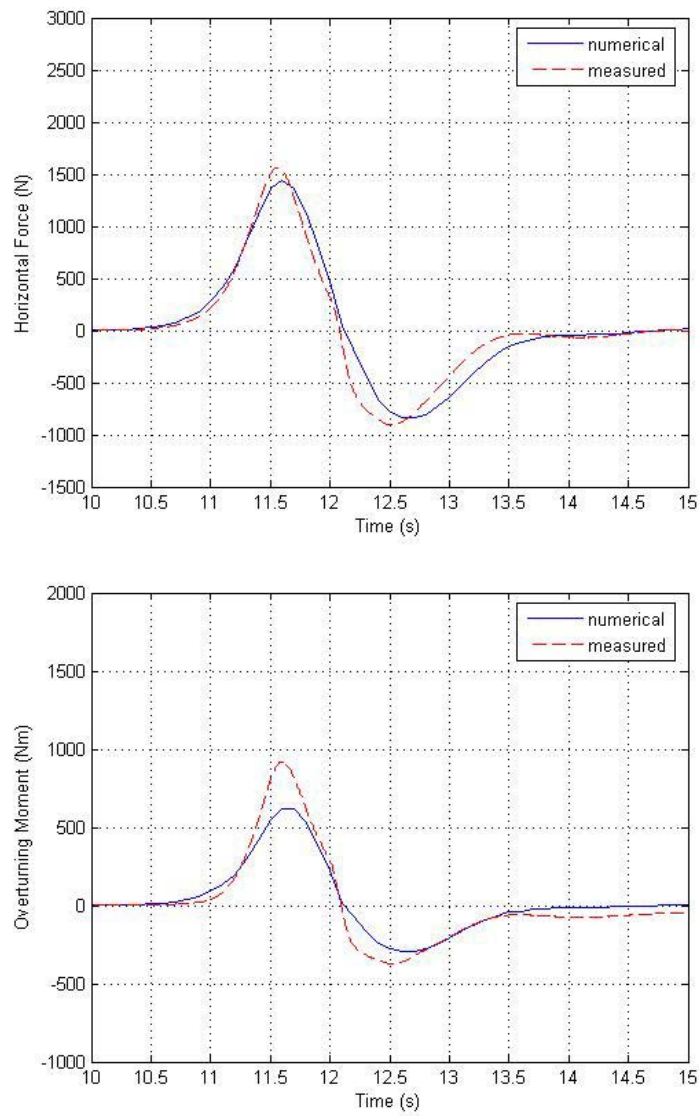 3000
2500
2000
1500
1000
500
0
-500
-1000
-1500
Horizontal Force (N)
numerical
measured
10 10.5 11 11.5 12 12.5 13 13.5 14 14.5 15
Time (s)
2000
1500
1000
500
0
-500
-1000
Overturning Moment (Nm)
numerical
measured
10 10.5 11 11.5 12 12.5 13 13.5 14 14.5 15
Time (s)